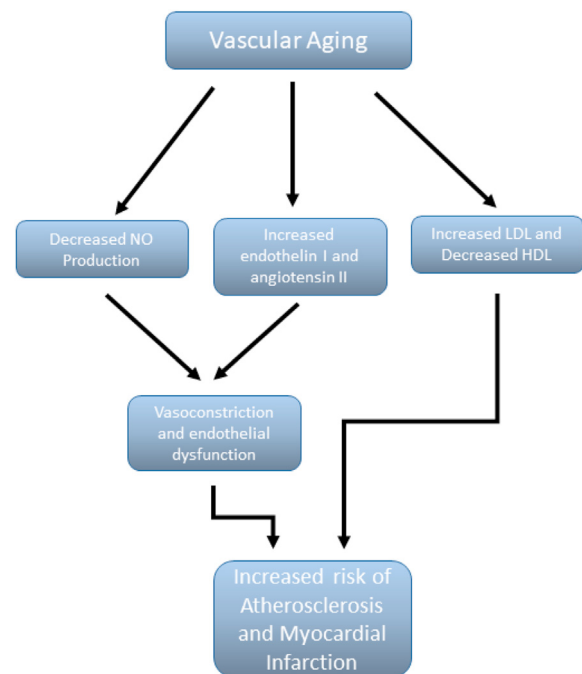 Vascular Aging
Decreased NO
Production
Increased
endothelin I and
angiotensin II
Increased LDL and
Decreased HDL
Vasoconstriction
and endothelial
dysfunction
Increased risk of
Atherosclerosis
and Myocardial
Infarction